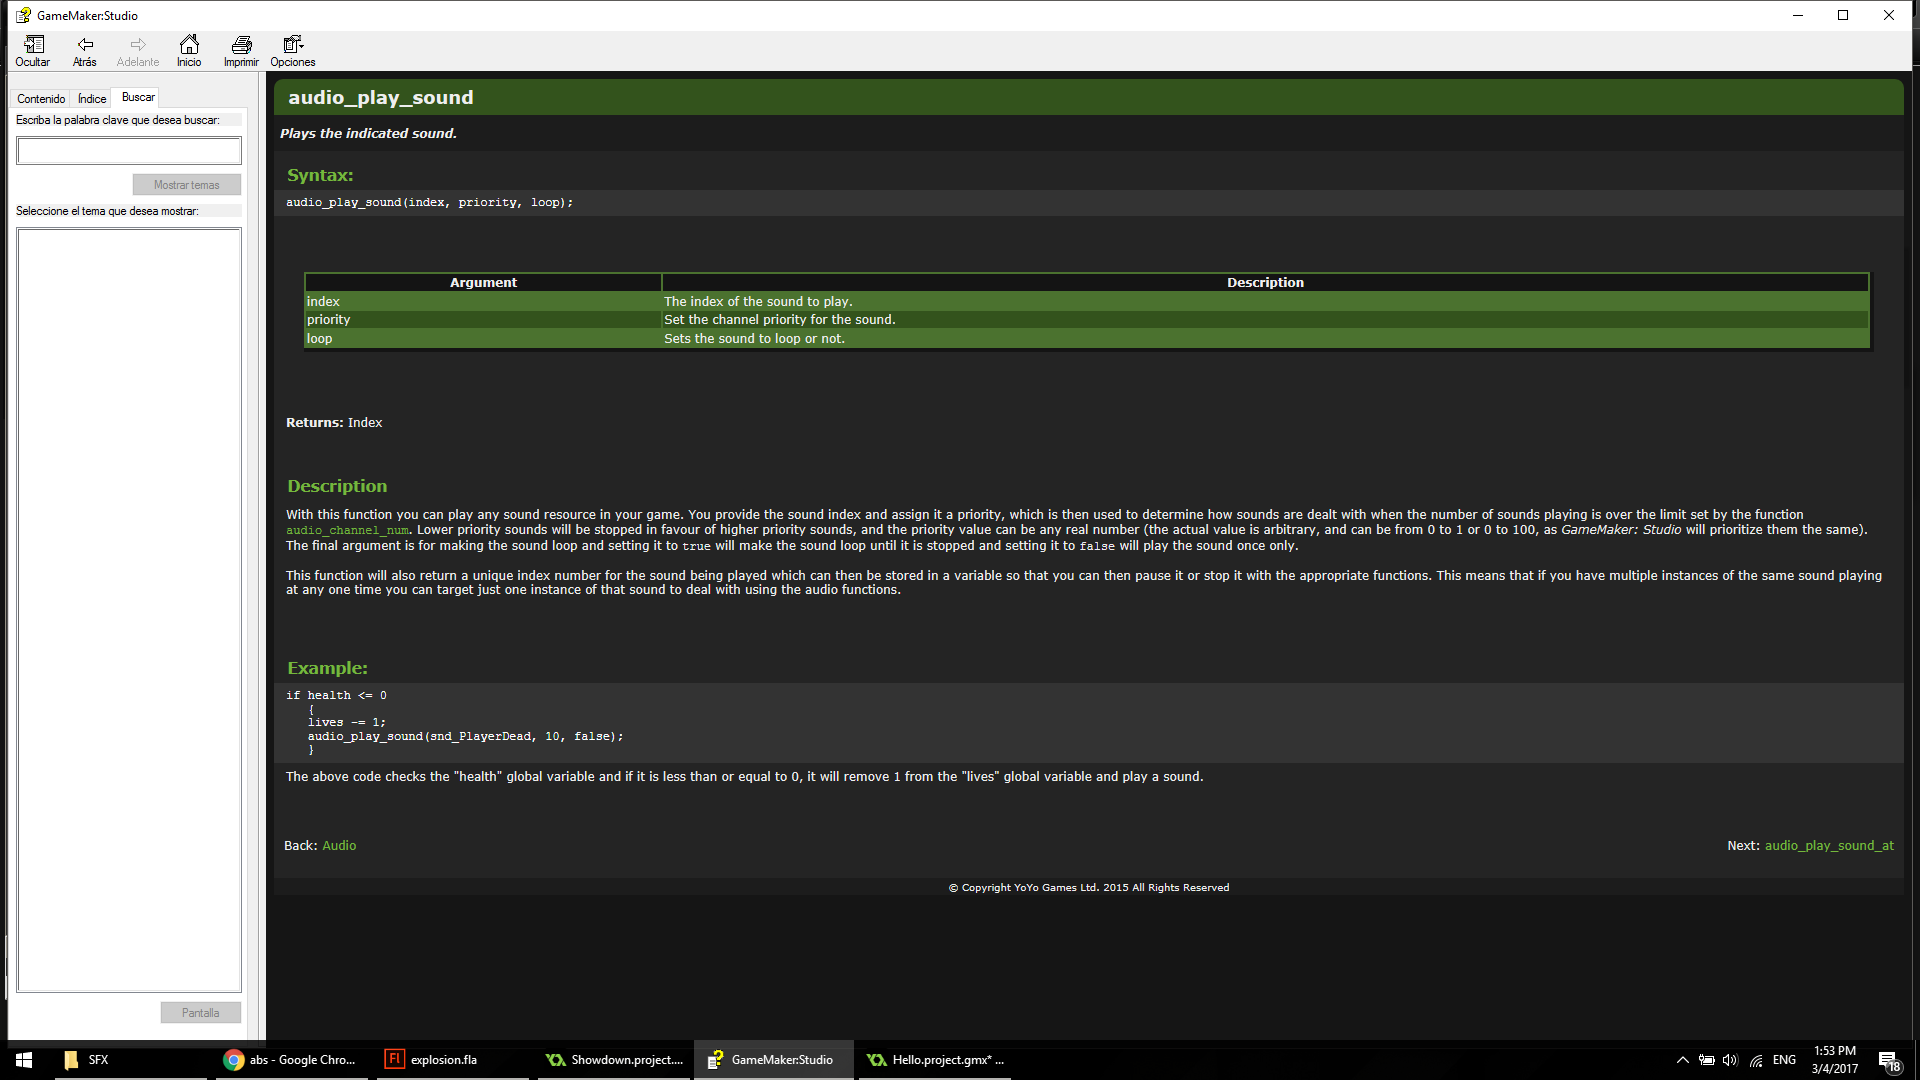 GameMaker:Studio
Ocultar Atrás Adelante Inicio Imprimir Opciones
Contenido Índice Buscar
Escriba la palabra clave que desea buscar:
Mostrar temas
Seleccione el tema que desea mostrar:
Pantalla
audio_play_sound
Plays the indicated sound.
Syntax:
audio_play_sound(index, priority, loop);
Argument Description
index The index of the sound to play.
priority Set the channel priority for the sound.
loop Sets the sound to loop or not.
Returns: Index
Description
With this function you can play any sound resource in your game. You provide the sound index and assign it a priority, which is then used to determine how sounds are dealt with when the number of sounds playing is over the limit set by the function
audio_channel_num. Lower priority sounds will be stopped in favour of higher priority sounds, and the priority value can be any real number (the actual value is arbitrary, and can be from 0 to 1 or 0 to 100, as GameMaker: Studio will prioritize them the same).
The final argument is for making the sound loop and setting it to true will make the sound loop until it is stopped and setting it to false will play the sound once only.
This function will also return a unique index number for the sound being played which can then be stored in a variable so that you can then pause it or stop it with the appropriate functions. This means that if you have multiple instances of the same sound playing
at any one time you can target just one instance of that sound to deal with using the audio functions.
Example:
if health <= 0
{
lives -= 1;
audio_play_sound(snd_PlayerDead, 10, false);
}
The above code checks the "health" global variable and if it is less than or equal to 0, it will remove 1 from the "lives" global variable and play a sound.
Back: Audio Next: audio_play_sound_at
© Copyright YoYo Games Ltd. 2015 All Rights Reserved
SFX abs - Google Chro... Fl explosion.fla Showdown.project.... GameMaker:Studio Hello.project.gmx* ... ENG 1:53 PM
3/4/2017 18